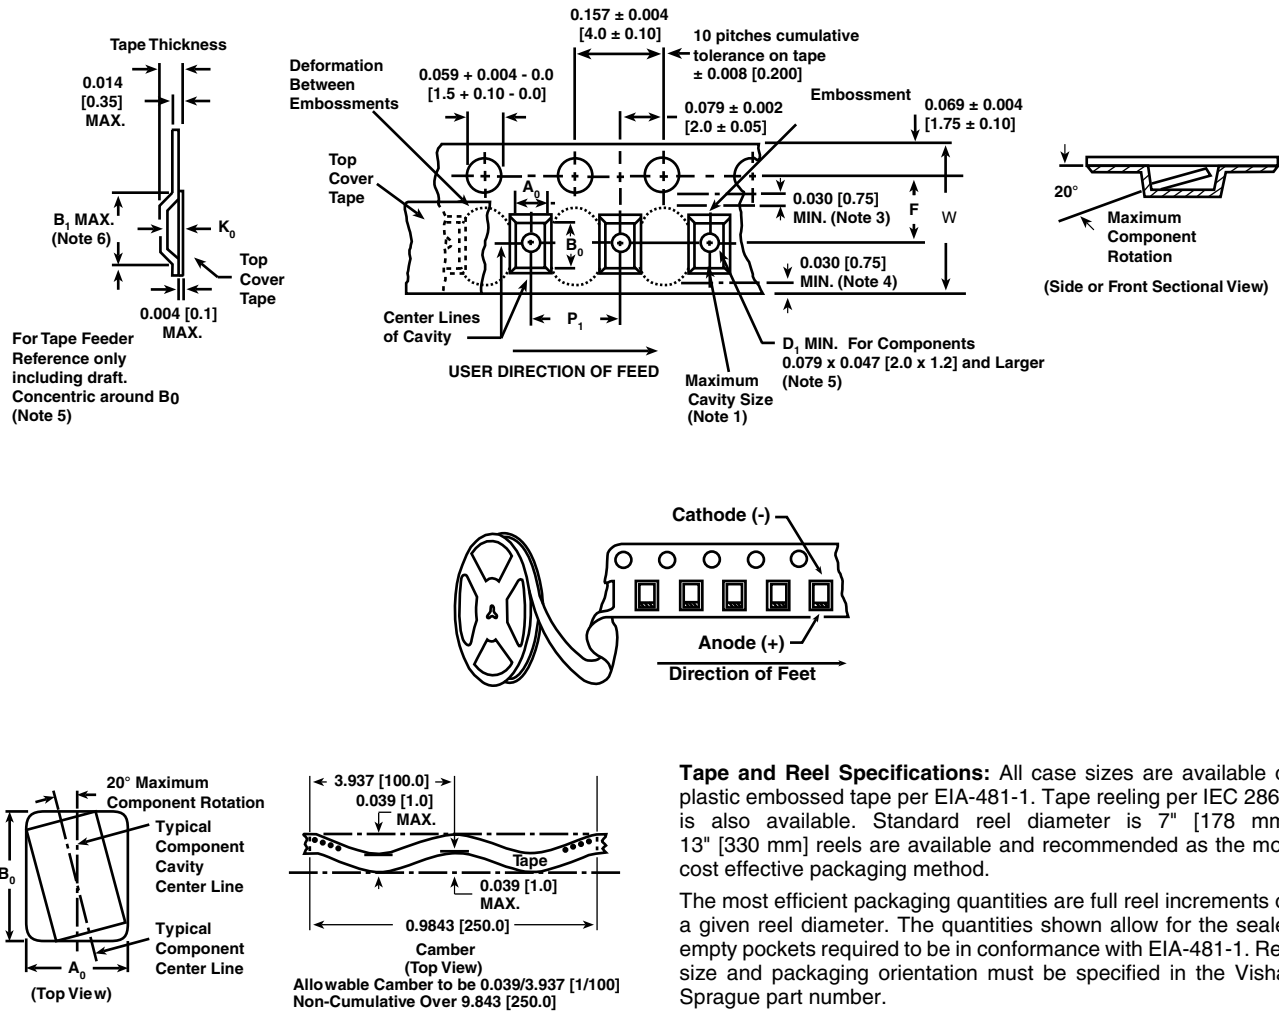 Tape Thickness
0.014
[0.35]
MAX.
B1 MAX.
(Note 6)
K0
Top
Cover
Tape
0.004 [0.1]
MAX.
For Tape Feeder
Reference only
including draft.
Concentric around B0
(Note 5)
Deformation
Between
Embossments
0.059 + 0.004 - 0.0
[1.5 + 0.10 - 0.0]
0.157 ± 0.004
[4.0 ± 0.10]
10 pitches cumulative
tolerance on tape
± 0.008 [0.200]
0.079 ± 0.002
[2.0 ± 0.05]
Embossment
0.069 ± 0.004
[1.75 ± 0.10]
Top
Cover
Tape
A0
B0
0.030 [0.75]
MIN. (Note 3)
F
W
0.030 [0.75]
MIN. (Note 4)
Center Lines
of Cavity
P1
USER DIRECTION OF FEED
Maximum
Cavity Size
(Note 1)
D1 MIN. For Components
0.079 x 0.047 [2.0 x 1.2] and Larger
(Note 5)
20°
Maximum
Component
Rotation
(Side or Front Sectional View)
Cathode (-)
Anode (+)
Direction of Feet
20° Maximum
Component Rotation
Typical
Component
Cavity
Center Line
B0
Typical
Component
Center Line
A0
(Top View)
3.937 [100.0]
0.039 [1.0]
MAX.
Tape
0.039 [1.0]
MAX.
0.9843 [250.0]
Camber
(Top View)
Allowable Camber to be 0.039/3.937 [1/100]
Non-Cumulative Over 9.843 [250.0]
Tape and Reel Specifications: All case sizes are available
plastic embossed tape per EIA-481-1. Tape reeling per IEC 286
is also available. Standard reel diameter is 7" [178 mm
13" [330 mm] reels are available and recommended as the
cost effective packaging method.
The most efficient packaging quantities are full reel increments
a given reel diameter. The quantities shown allow for the
empty pockets required to be in conformance with EIA-481-1.
size and packaging orientation must be specified in the
Sprague part number.